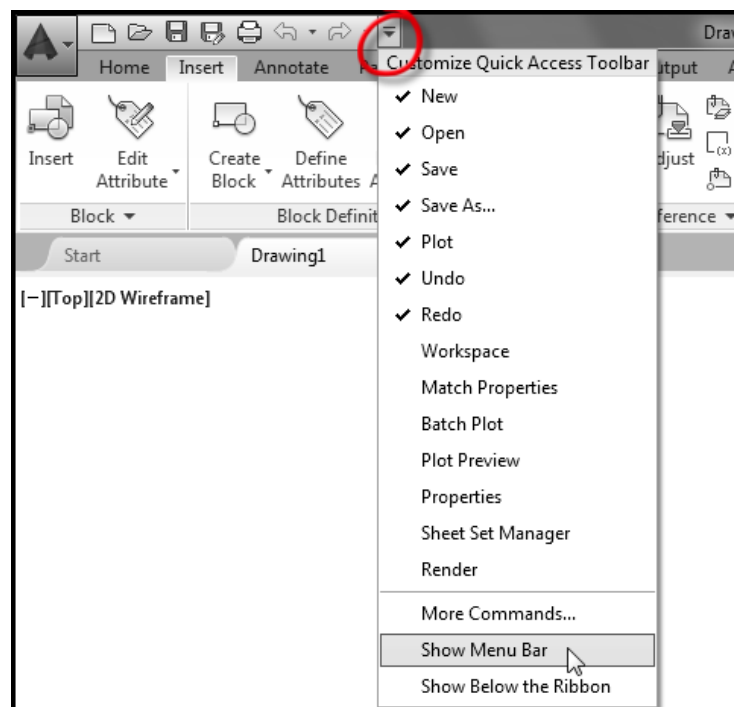 Draw
Home Insert Annotate
Customize Quick Access Toolbar
New
Open
Save
Save As...
Plot
Undo
Redo
Workspace
Match Properties
Batch Plot
Plot Preview
Properties
Sheet Set Manager
Render
More Commands...
Show Menu Bar
Show Below the Ribbon
Insert
Edit
Attribute
Create
Block
Define
Attributes
djust
Block
Block Definit
ference
Start
Drawing1
[−][Top][2D Wireframe]